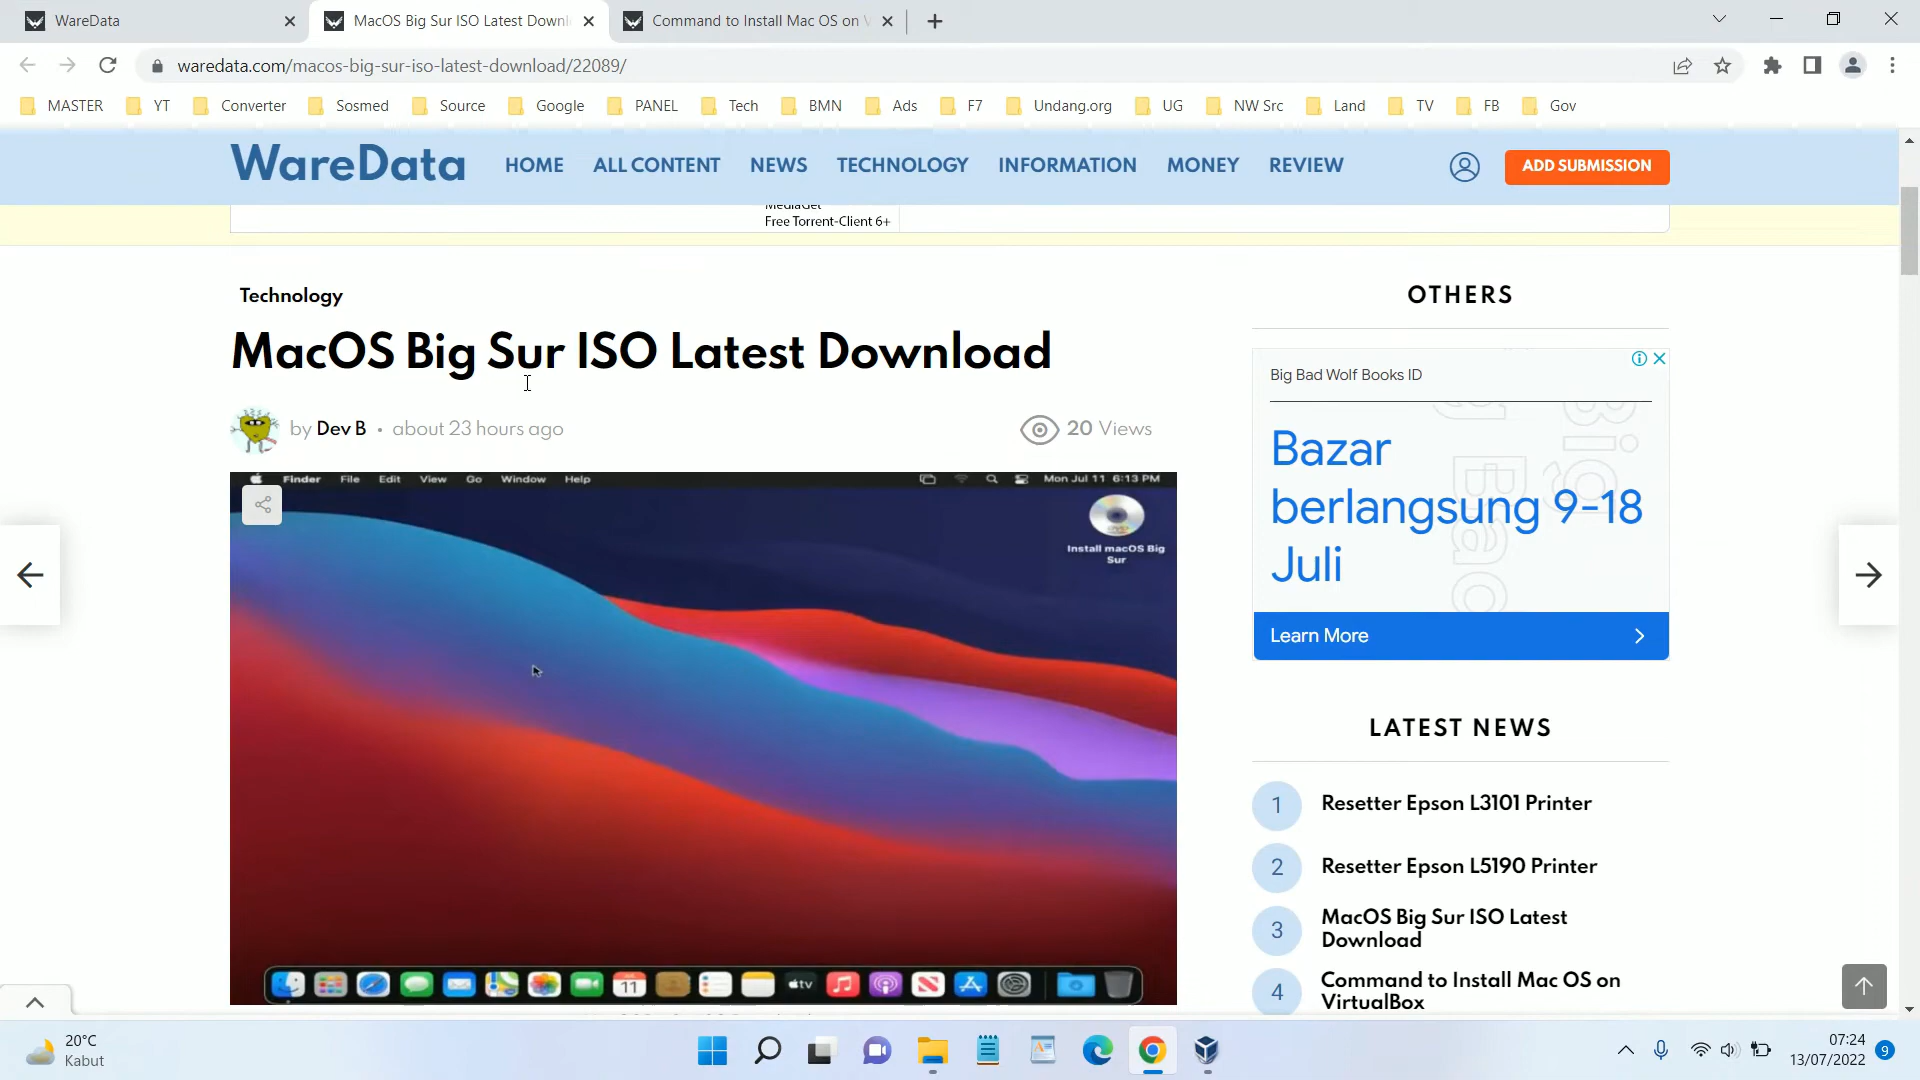 WareData
MacOS Big Sur ISO Latest Downl
Command to Install Mac OS on V
waredata.com/macos-big-sur-iso-latest-download/22089/
MASTER YT Converter Sosmed Source Google PANEL Tech BMN Ads F7 Undang.org UG NW Src Land TV FB Gov
WareData HOME ALL CONTENT NEWS TECHNOLOGY INFORMATION MONEY REVIEW ADD SUBMISSION
MediaGet
Free Torrent-Client 6+
Technology
MacOS Big Sur ISO Latest Download
by Dev B • about 23 hours ago
20 Views
Finder File Edit View Go Window Help Mon Jul 11 6:13 PM
Install macOS Big
Sur
11
tv
OTHERS
Big Bad Wolf Books ID
Bazar
berlangsung 9-18
Juli
Big Bad
Learn More
LATEST NEWS
1 Resetter Epson L3101 Printer
2 Resetter Epson L5190 Printer
3 MacOS Big Sur ISO Latest
Download
4 Command to Install Mac OS on
VirtualBox
20°C
Kabut
07:24
13/07/2022
9